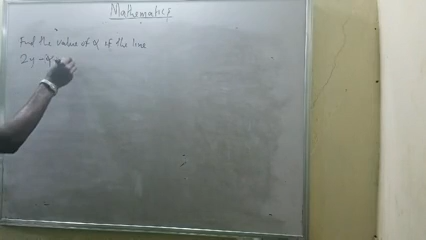 Mathematics
Find the value of α if the line
2y - α